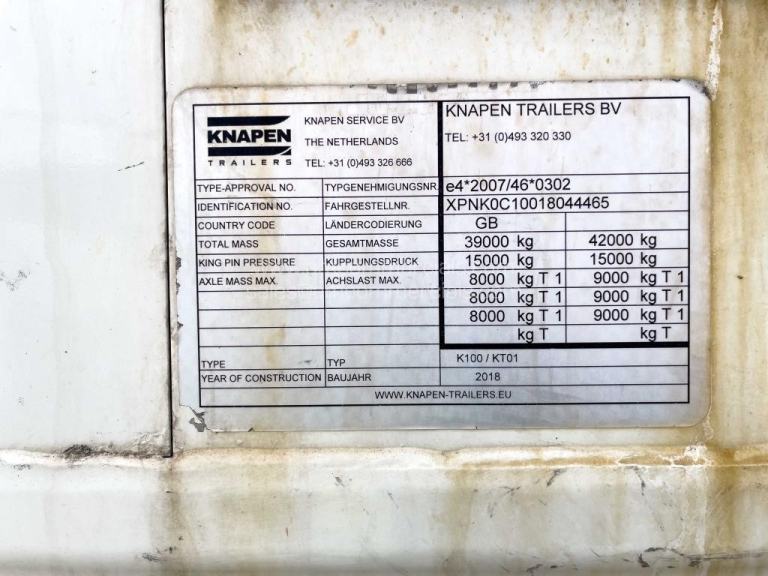 KNAPEN
TRAILERS
KNAPEN SERVICE BV
THE NETHERLANDS
TEL: +31 (0)493 326 666
KNAPEN TRAILERS BV
TEL: +31 (0)493 320 330
TYPE-APPROVAL NO. TYPGENEHMIGUNGSNR. e4*2007/46*0302
IDENTIFICATION NO. FAHRGESTELLNR. XPNK0C10018044465
COUNTRY CODE LÄNDERCODIERUNG GB
TOTAL MASS GESAMTMASSE 39000 kg 42000 kg
KING PIN PRESSURE KUPPLUNGSDRUCK 15000 kg 15000 kg
AXLE MASS MAX. ACHSLAST MAX. 8000 kg T 1 9000 kg T 1
8000 kg T 1 9000 kg T 1
8000 kg T 1 9000 kg T 1
kg T kg T
TYPE TYP K100 / KT01
YEAR OF CONSTRUCTION BAUJAHR 2018
WWW.KNAPEN-TRAILERS.EU